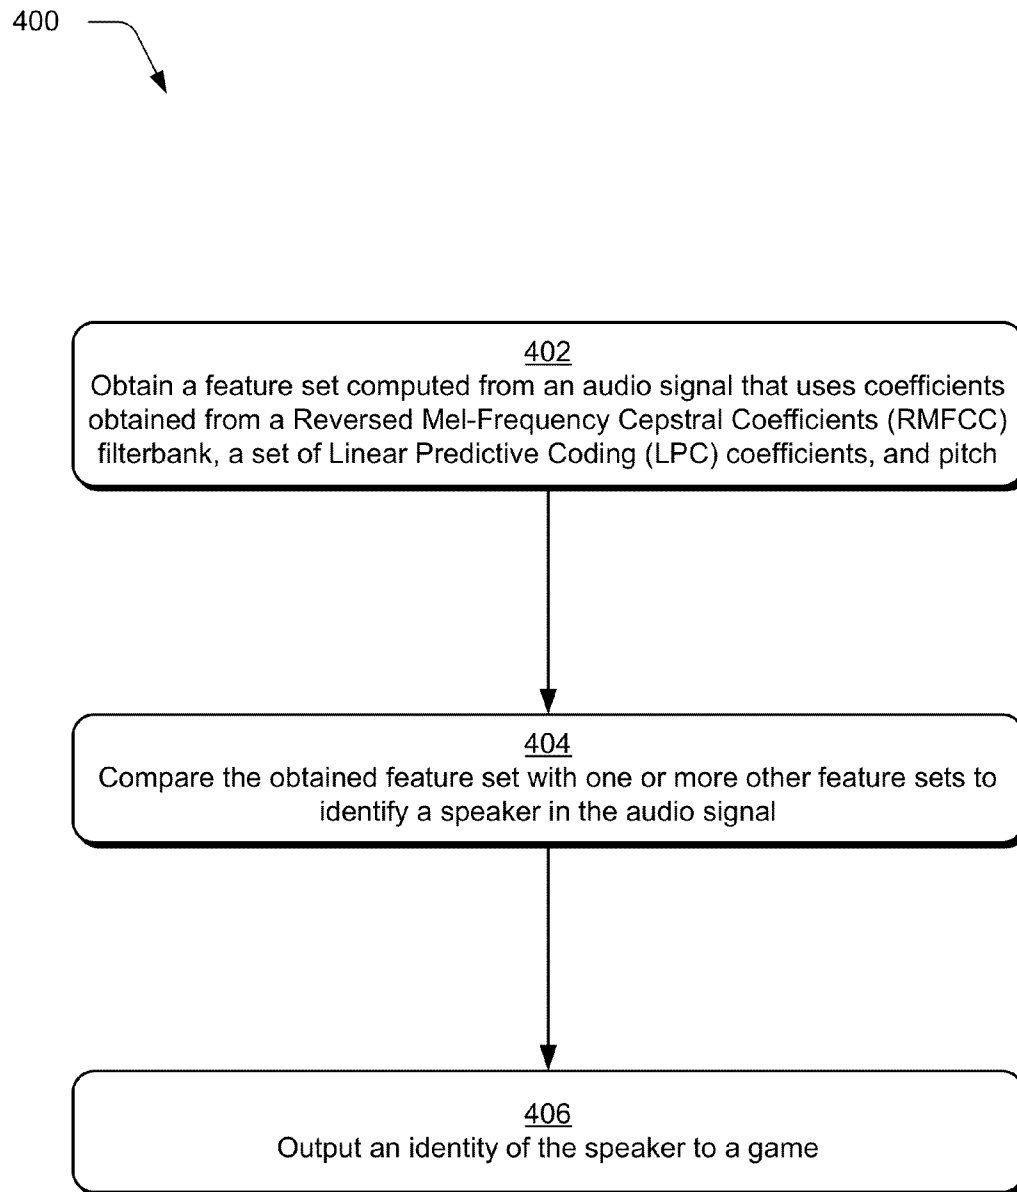 400
402
Obtain a feature set computed from an audio signal that uses coefficients
obtained from a Reversed Mel-Frequency Cepstral Coefficients (RMFCC)
filterbank, a set of Linear Predictive Coding (LPC) coefficients, and pitch
404
Compare the obtained feature set with one or more other feature sets to
identify a speaker in the audio signal
406
Output an identity of the speaker to a game